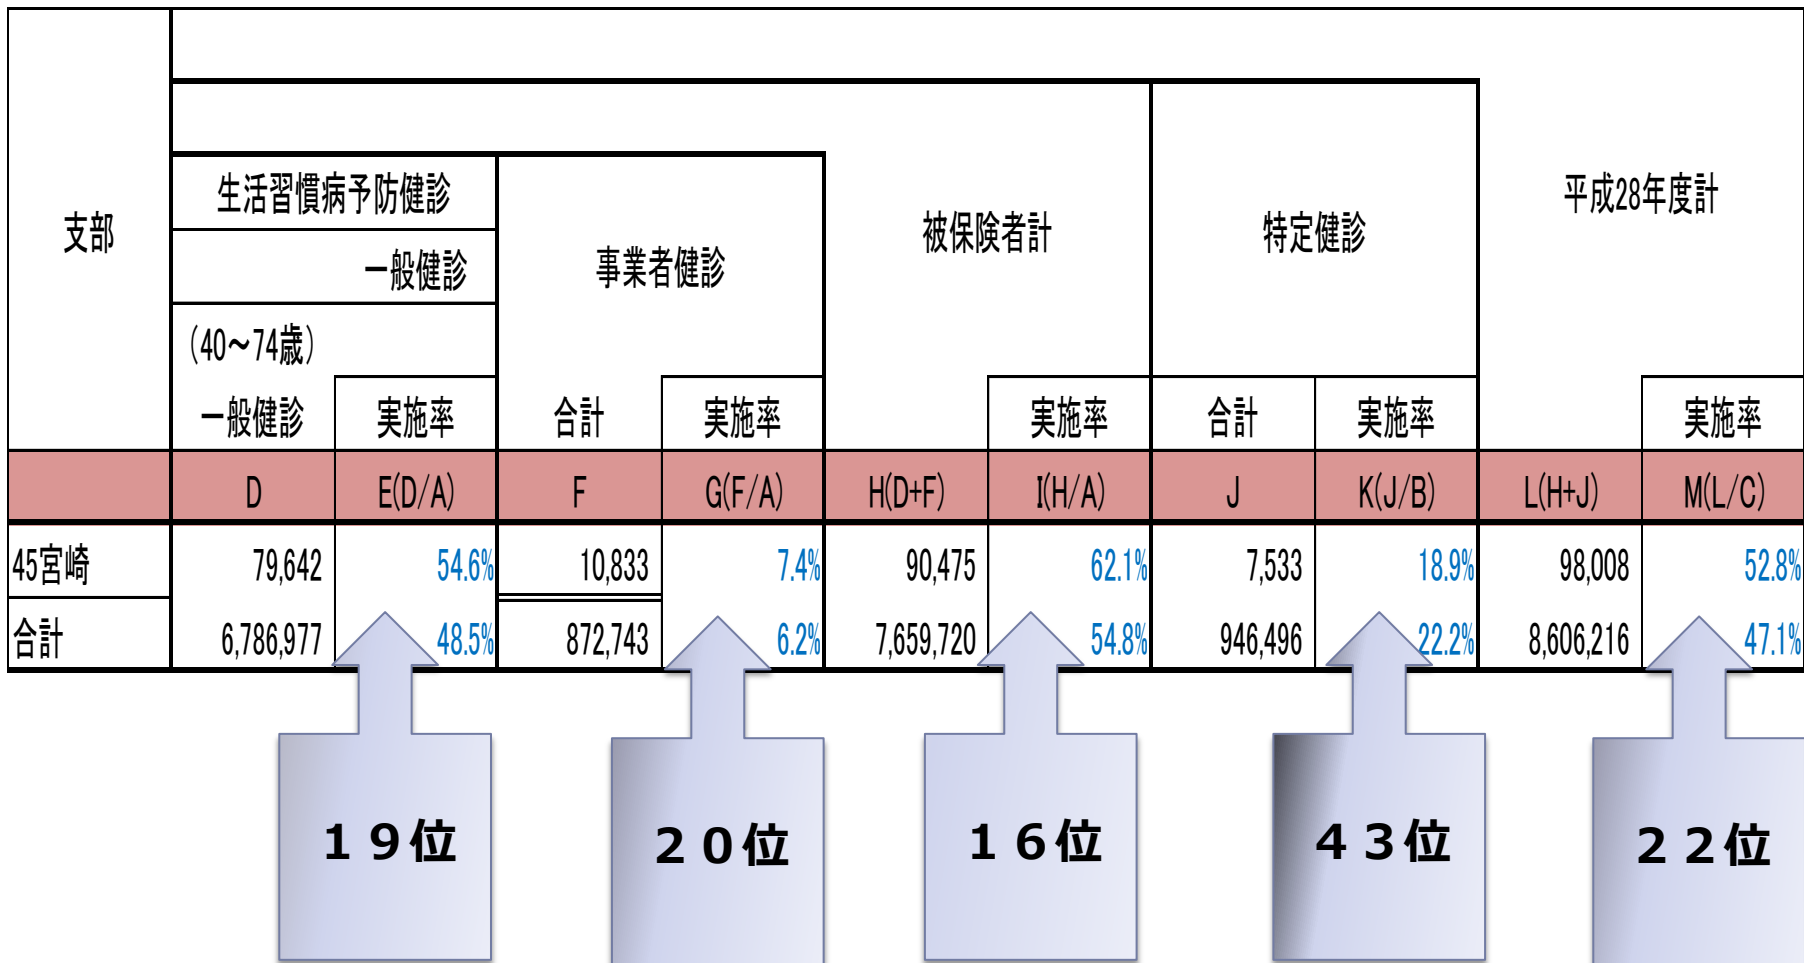 支部
生活習慣病予防健診
一般健診
(40～74歳)
一般健診
実施率
事業者健診
合計
実施率
被保険者計
実施率
特定健診
合計
実施率
平成28年度計
実施率
D E(D/A) F G(F/A) H(D+F) I(H/A) J K(J/B) L(H+J) M(L/C)
45宮崎 79,642 54.6% 10,833 7.4% 90,475 62.1% 7,533 18.9% 98,008 52.8%
合計 6,786,977 48.5% 872,743 6.2% 7,659,720 54.8% 946,496 22.2% 8,606,216 47.1%
１９位
２０位
１６位
４３位
２２位